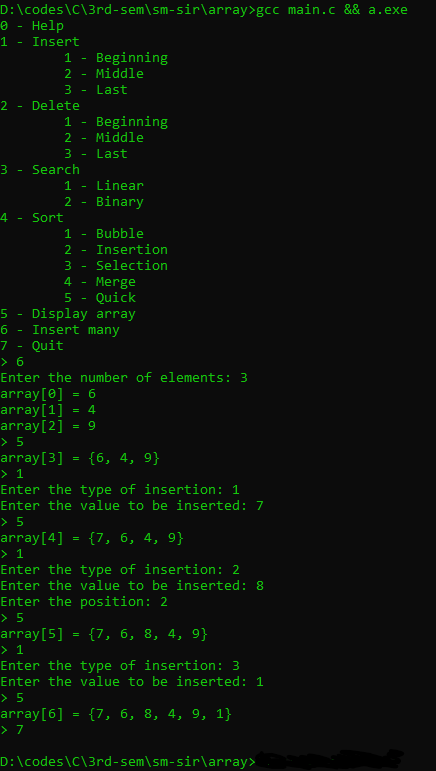 D:\codes\C\3rd-sem\sm-sir\array>gcc main.c && a.exe
0 - Help
1 - Insert
        1 - Beginning
        2 - Middle
        3 - Last
2 - Delete
        1 - Beginning
        2 - Middle
        3 - Last
3 - Search
        1 - Linear
        2 - Binary
4 - Sort
        1 - Bubble
        2 - Insertion
        3 - Selection
        4 - Merge
        5 - Quick
5 - Display array
6 - Insert many
7 - Quit
> 6
Enter the number of elements: 3
array[0] = 6
array[1] = 4
array[2] = 9
> 5
array[3] = {6, 4, 9}
> 1
Enter the type of insertion: 1
Enter the value to be inserted: 7
> 5
array[4] = {7, 6, 4, 9}
> 1
Enter the type of insertion: 2
Enter the value to be inserted: 8
Enter the position: 2
> 5
array[5] = {7, 6, 8, 4, 9}
> 1
Enter the type of insertion: 3
Enter the value to be inserted: 1
> 5
array[6] = {7, 6, 8, 4, 9, 1}
> 7
D:\codes\C\3rd-sem\sm-sir\array>